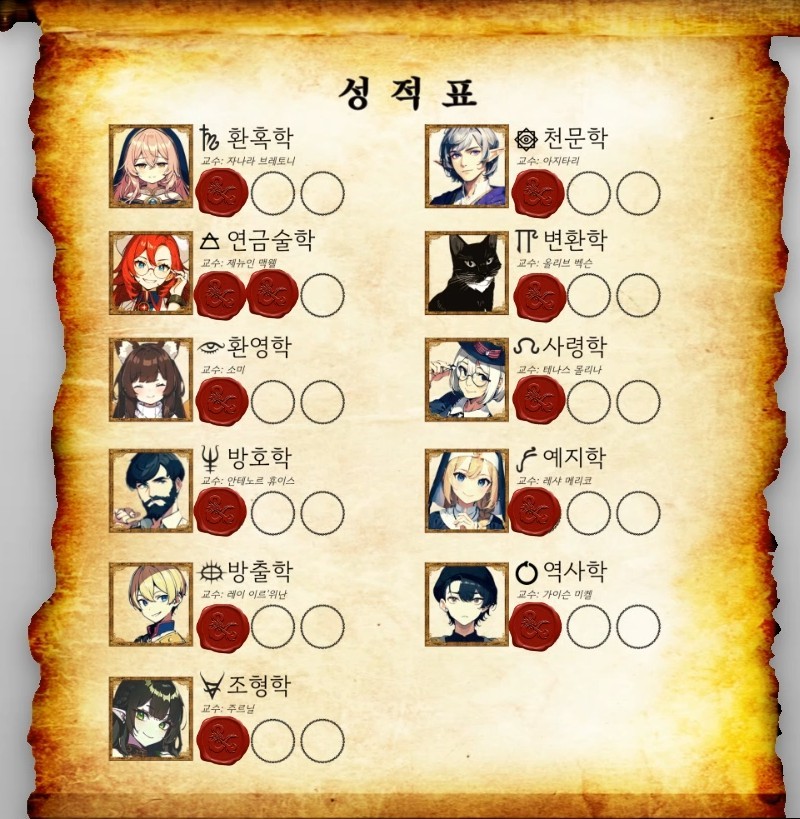 성적표
환혹학
교수: 자나라 브레토니
연금술학
교수: 제뉴인 맥웰
환영학
교수: 소미
방호학
교수: 안테노르 휴이스
방출학
교수: 레이 이르'위난
조형학
교수: 주르닐
천문학
교수: 아지타리
변환학
교수: 올리브 벡슨
사령학
교수: 테나스 몰리나
예지학
교수: 레샤 메리코
역사학
교수: 가이슨 미켈